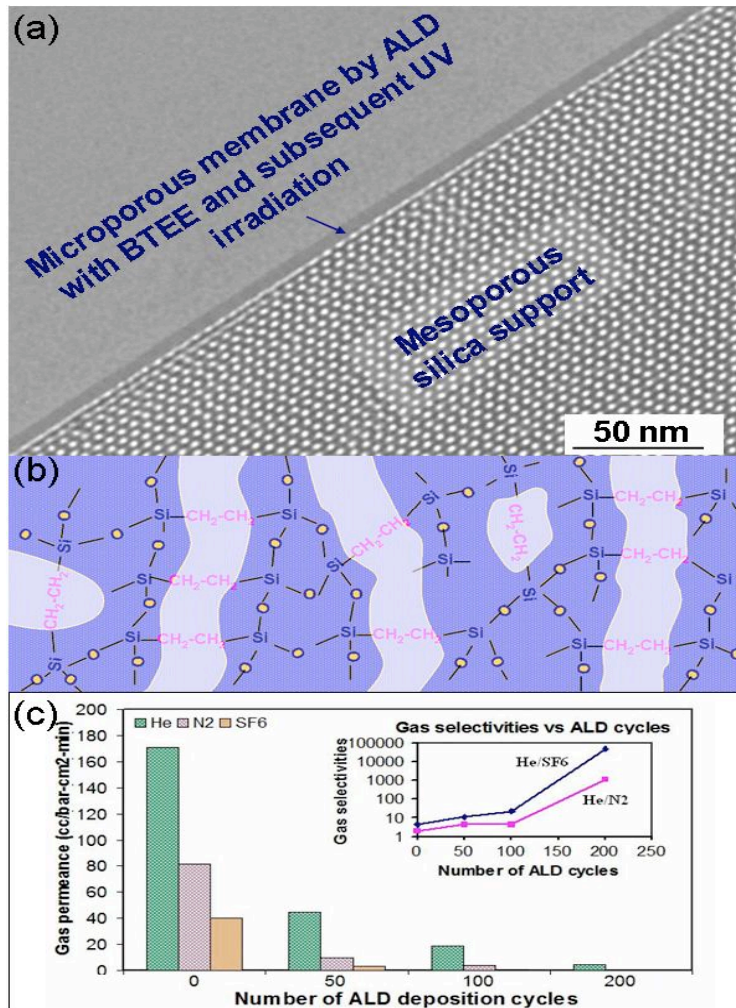 (a)
Microporous membrane by ALD
with BTEE and subsequent UV
irradiation
Mesoporous
silica support
50 nm
(b)
O O O O Si O Si O Si
O O Si-CH2-CH2-Si O CH2-CH2 O CH2-CH2 Si-CH2-CH2-Si
Si O O O O O O
CH2-CH2 Si-CH2-CH2-Si O Si Si Si-CH2-CH2-Si
O O O O Si O O
Si O Si-CH2-CH2-Si O Si-CH2-CH2-Si O Si-CH2-CH2-Si O
O O O O O O O
(c)
Gas permeance (cc/bar-cm2-min)
200
180
160
140
120
100
80
60
40
20
0
He N2 SF6
Gas selectivities vs ALD cycles
Gas selectivities
100000
10000
1000
100
10
1
He/SF6
He/N2
0 50 100 150 200 250
Number of ALD cycles
0 50 100 200
Number of ALD deposition cycles